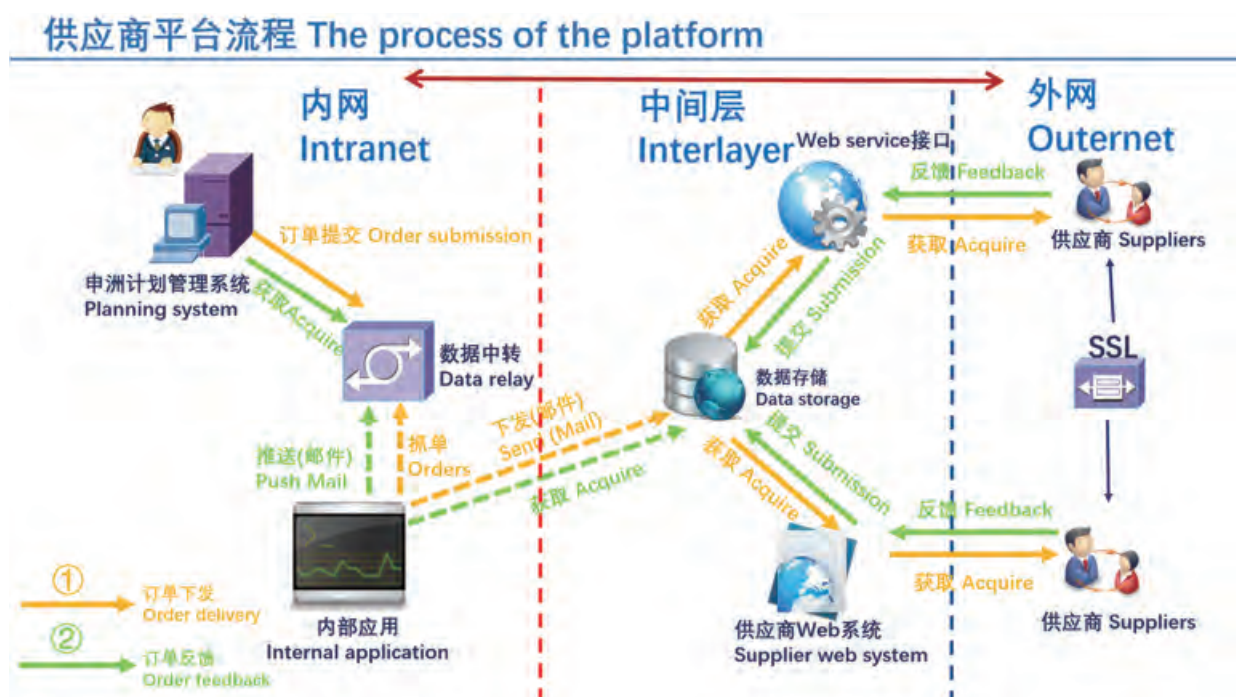 供应商平台流程 The process of the platform
内网
Intranet
中间层
Interlayer
外网
Outernet
Web service接口
反馈 Feedback
获取 Acquire
供应商 Suppliers
订单提交 Order submission
获取Acquire
申洲计划管理系统
Planning system
数据中转
Data relay
获取 Acquire
提交 Submission
数据存储
Data storage
SSL
推送(邮件)
Push Mail
抓单
Orders
下发(邮件)
Send (Mail)
获取 Acquire
获取 Acquire
提交 Submission
反馈 Feedback
获取 Acquire
供应商 Suppliers
内部应用
Internal application
供应商Web系统
Supplier web system
①
订单下发
Order delivery
②
订单反馈
Order feedback